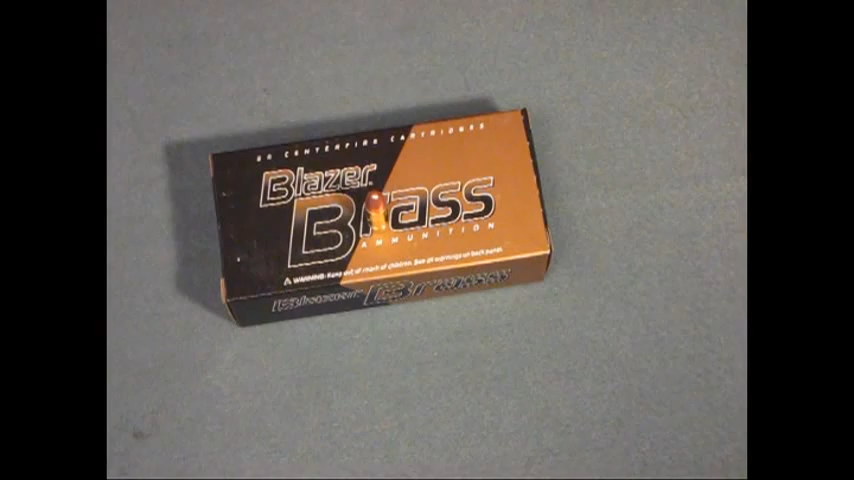 50 CENTERFIRE CARTRIDGES
Blazer
Brass
AMMUNITION
⚠ WARNING: Keep out of reach of children. See all warnings on back panel.
Blazer Brass